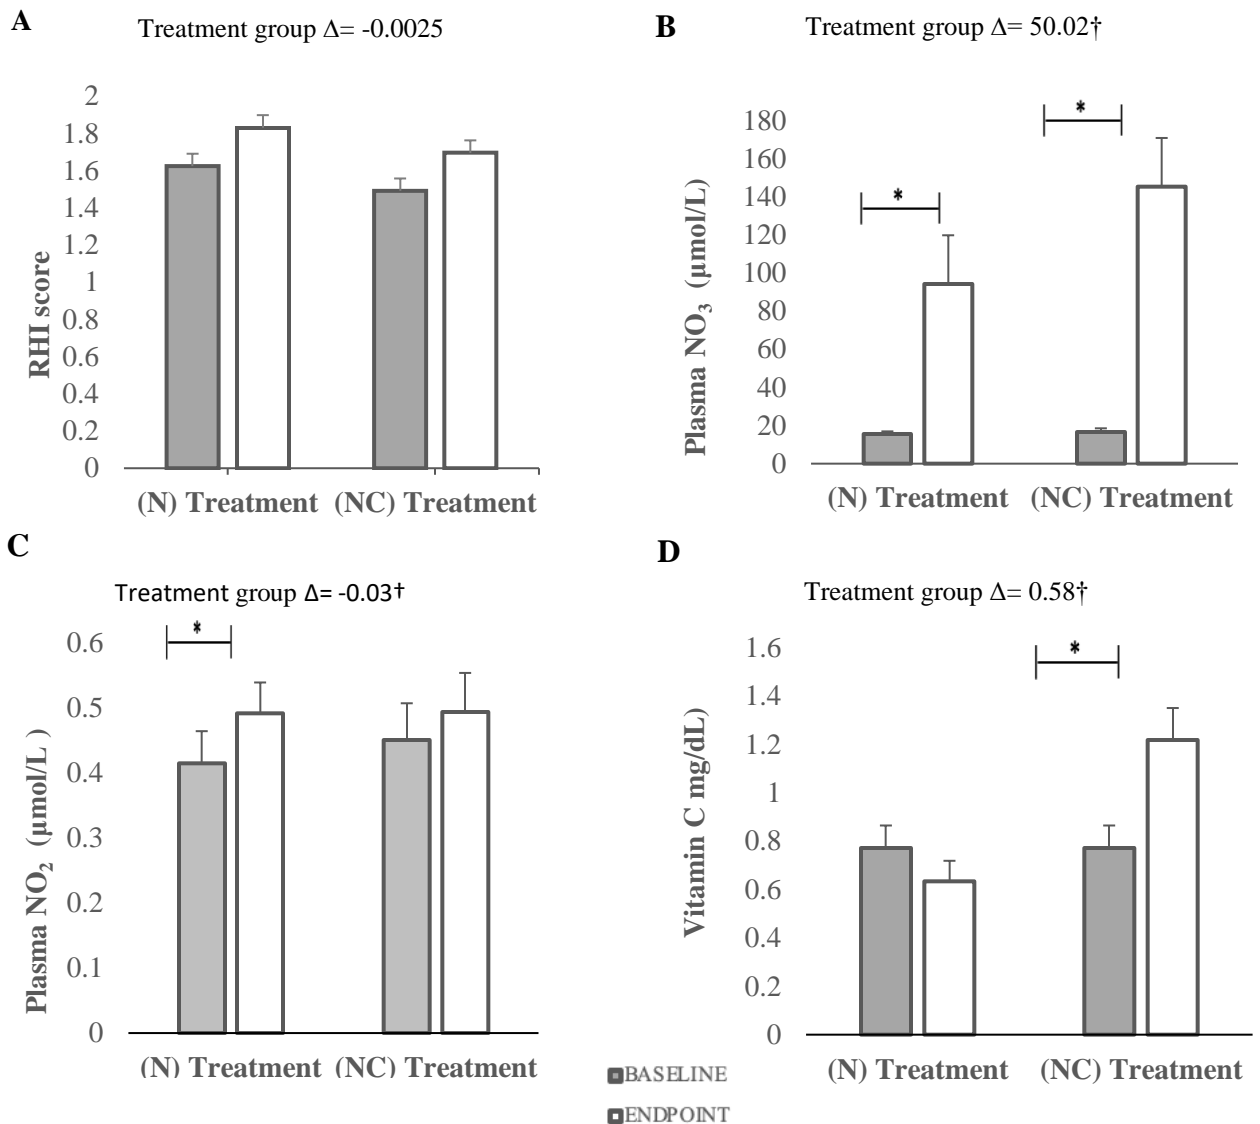 A
Treatment group Δ= -0.0025
RHI score
2
1.8
1.6
1.4
1.2
1
0.8
0.6
0.4
0.2
0
(N) Treatment (NC) Treatment
B
Treatment group Δ= 50.02†
*
*
Plasma NO₃ (µmol/L)
180
160
140
120
100
80
60
40
20
0
(N) Treatment (NC) Treatment
C
Treatment group Δ= -0.03†
*
Plasma NO₂ (µmol/L )
0.6
0.5
0.4
0.3
0.2
0.1
0
(N) Treatment (NC) Treatment
D
Treatment group Δ= 0.58†
*
Vitamin C mg/dL)
1.6
1.4
1.2
1
0.8
0.6
0.4
0.2
0
(N) Treatment (NC) Treatment
BASELINE
ENDPOINT